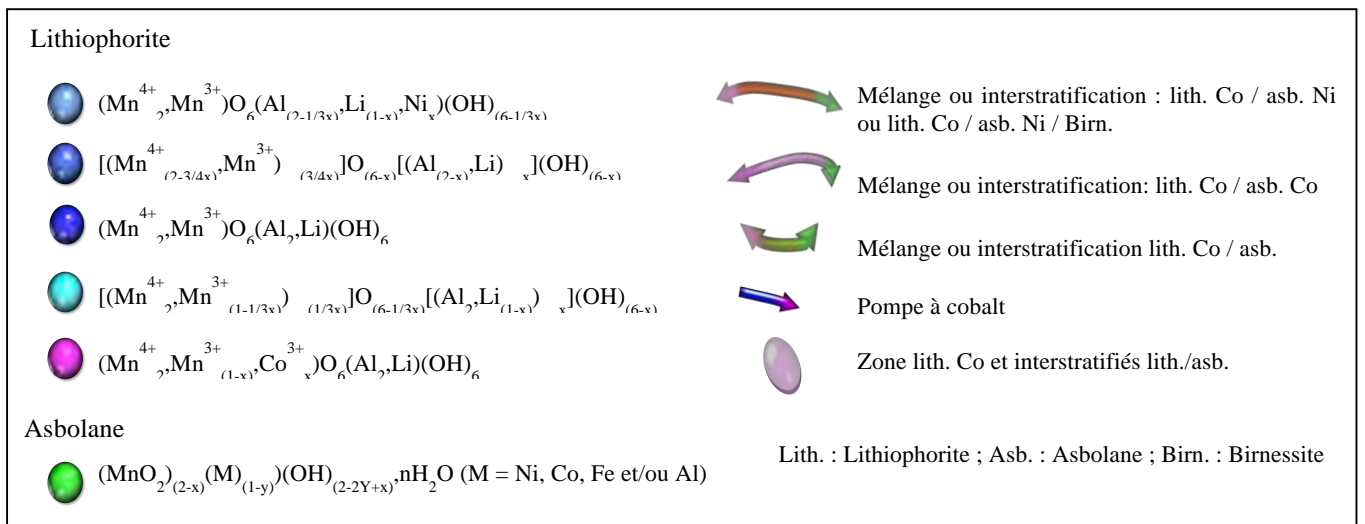 Lithiophorite
(Mn⁴⁺₂,Mn³⁺)O₆(Al₍₂₋₁/₃ₓ₎,Li₍₁₋ₓ₎,Niₓ)(OH)₍₆₋₁/₃ₓ₎
[(Mn⁴⁺₍₂₋₃/₄ₓ₎,Mn³⁺) ₍₃/₄ₓ₎]O₍₆₋ₓ₎[(Al₍₂₋ₓ₎,Li) ₓ](OH)₍₆₋ₓ₎
(Mn⁴⁺₂,Mn³⁺)O₆(Al₂,Li)(OH)₆
[(Mn⁴⁺₂,Mn³⁺₍₁₋₁/₃ₓ₎) ₍₁/₃ₓ₎]O₍₆₋₁/₃ₓ₎[(Al₂,Li₍₁₋ₓ₎) ₓ](OH)₍₆₋ₓ₎
(Mn⁴⁺₂,Mn³⁺₍₁₋ₓ₎,Co³⁺ₓ)O₆(Al₂,Li)(OH)₆
Asbolane
(MnO₂)₍₂₋ₓ₎(M)₍₁₋y₎)(OH)₍₂₋₂Y₊ₓ₎,nH₂O (M = Ni, Co, Fe et/ou Al)
Mélange ou interstratification : lith. Co / asb. Ni
ou lith. Co / asb. Ni / Birn.
Mélange ou interstratification: lith. Co / asb. Co
Mélange ou interstratification lith. Co / asb.
Pompe à cobalt
Zone lith. Co et interstratifiés lith./asb.
Lith. : Lithiophorite ; Asb. : Asbolane ; Birn. : Birnessite